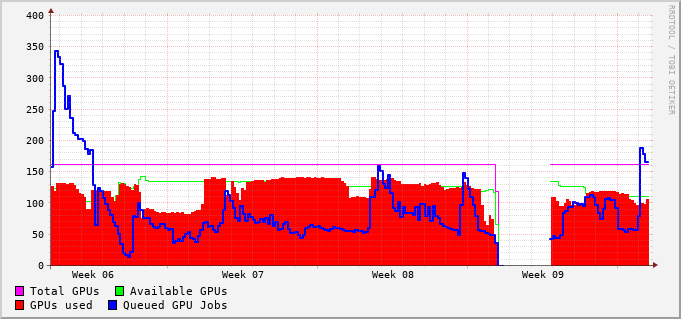 400
350
300
250
200
150
100
50
0
Week 06 Week 07 Week 08 Week 09
Total GPUs Available GPUs
GPUs used Queued GPU Jobs
RRDTOOL / TOBI OETIKER